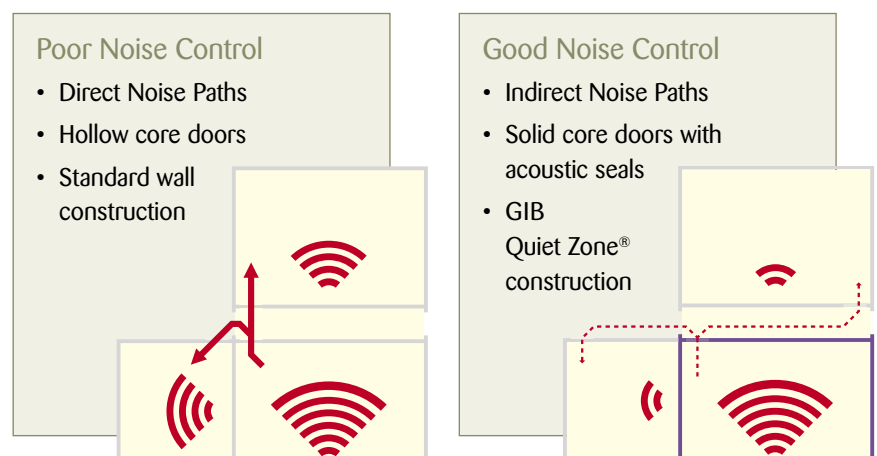 Poor Noise Control
• Direct Noise Paths
• Hollow core doors
• Standard wall
construction
Good Noise Control
• Indirect Noise Paths
• Solid core doors with
acoustic seals
• GIB
Quiet Zone®
construction